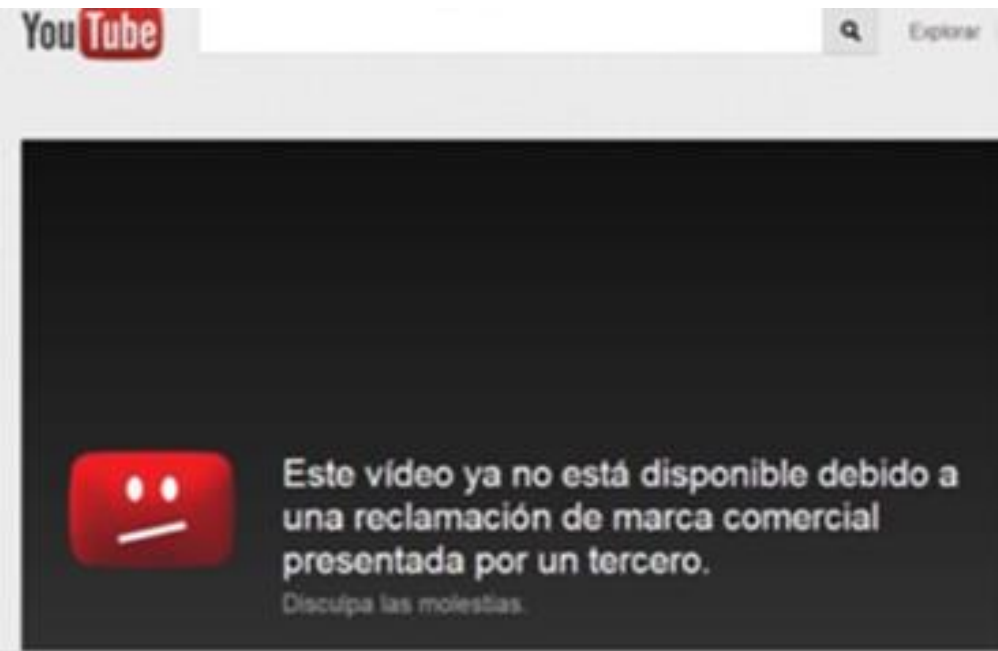 YouTube
Explorar
Este vídeo ya no está disponible debido a
una reclamación de marca comercial
presentada por un tercero.
Disculpa las molestias.